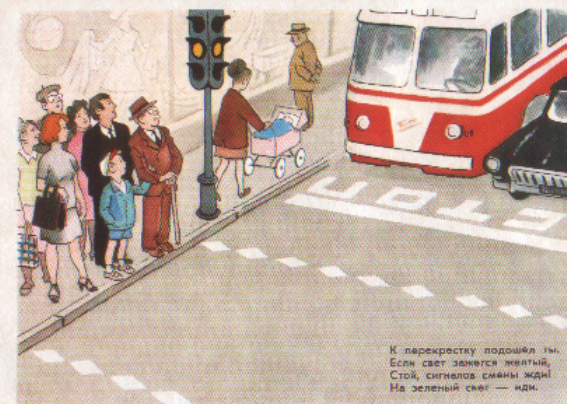 СТОП
К перекрестку подошёл ты.
Если свет зажегся желтый,
Стой, сигналов смены жди!
На зеленый свет — иди.